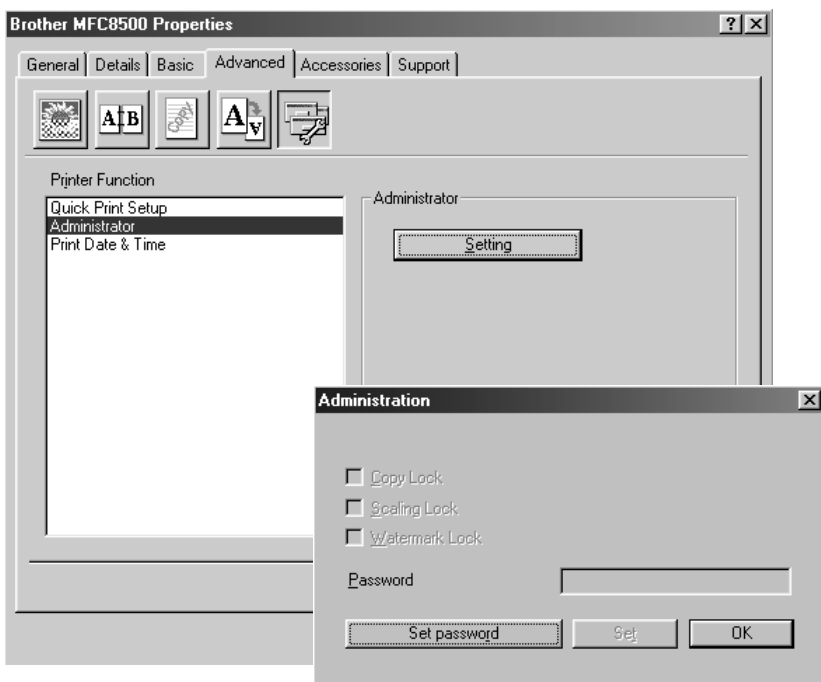 Brother MFC8500 Properties
General Details Basic Advanced Accessories Support
A B
copy
A A
Printer Function
Quick Print Setup
Administrator
Print Date & Time
Administrator
Setting
Administration
Copy Lock
Scaling Lock
Watermark Lock
Password
Set password Set OK